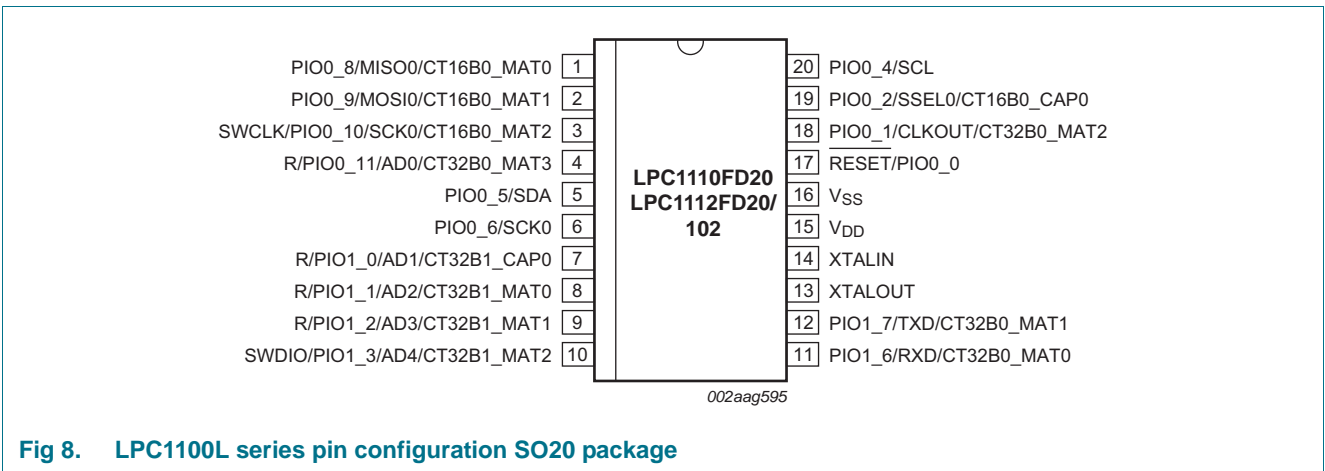 PIO0_8/MISO0/CT16B0_MAT0 1
PIO0_9/MOSI0/CT16B0_MAT1 2
SWCLK/PIO0_10/SCK0/CT16B0_MAT2 3
R/PIO0_11/AD0/CT32B0_MAT3 4
PIO0_5/SDA 5
PIO0_6/SCK0 6
R/PIO1_0/AD1/CT32B1_CAP0 7
R/PIO1_1/AD2/CT32B1_MAT0 8
R/PIO1_2/AD3/CT32B1_MAT1 9
SWDIO/PIO1_3/AD4/CT32B1_MAT2 10
LPC1110FD20
LPC1112FD20/
102
20 PIO0_4/SCL
19 PIO0_2/SSEL0/CT16B0_CAP0
18 PIO0_1/CLKOUT/CT32B0_MAT2
17 RESET/PIO0_0
16 VSS
15 VDD
14 XTALIN
13 XTALOUT
12 PIO1_7/TXD/CT32B0_MAT1
11 PIO1_6/RXD/CT32B0_MAT0
002aag595
Fig 8. LPC1100L series pin configuration SO20 package